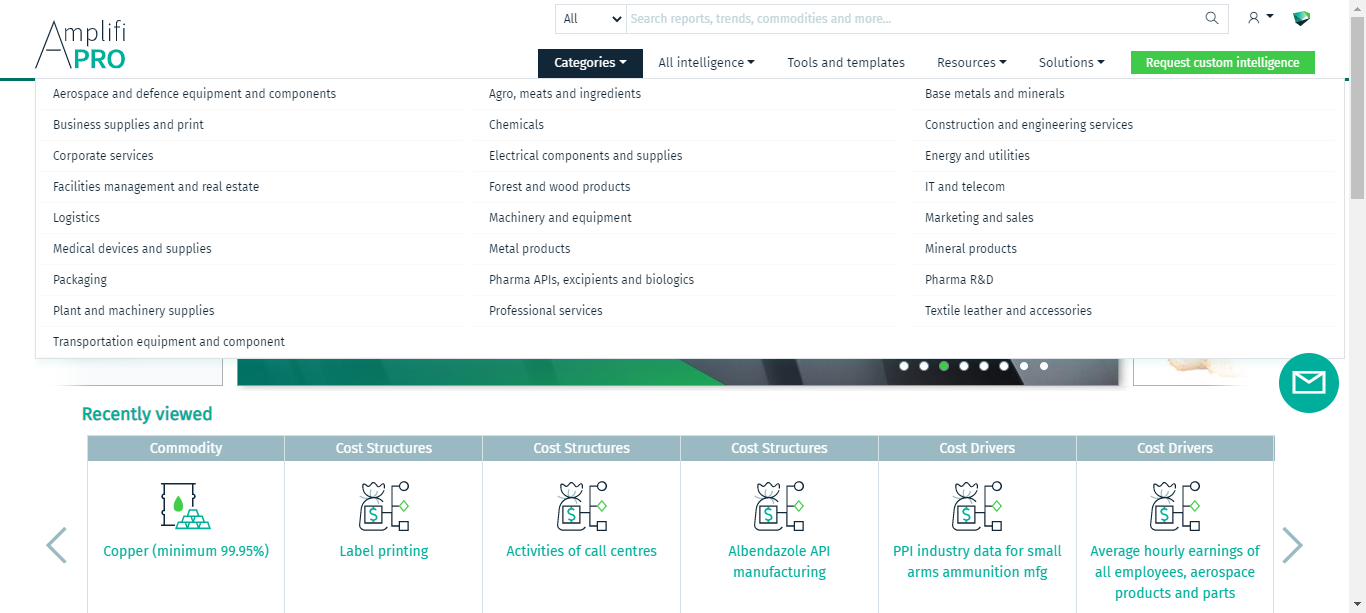 Amplifi
PRO
All
Search reports, trends, commodities and more...
Categories
All intelligence
Tools and templates
Resources
Solutions
Request custom intelligence
Aerospace and defence equipment and components
Agro, meats and ingredients
Base metals and minerals
Business supplies and print
Chemicals
Construction and engineering services
Corporate services
Electrical components and supplies
Energy and utilities
Facilities management and real estate
Forest and wood products
IT and telecom
Logistics
Machinery and equipment
Marketing and sales
Medical devices and supplies
Metal products
Mineral products
Packaging
Pharma APIs, excipients and biologics
Pharma R&D
Plant and machinery supplies
Professional services
Textile leather and accessories
Transportation equipment and component
Recently viewed
Commodity
Cost Structures
Cost Structures
Cost Structures
Cost Drivers
Cost Drivers
$
$
$
$
$
Copper (minimum 99.95%)
Label printing
Activities of call centres
Albendazole API
manufacturing
PPI industry data for small
arms ammunition mfg
Average hourly earnings of
all employees, aerospace
products and parts